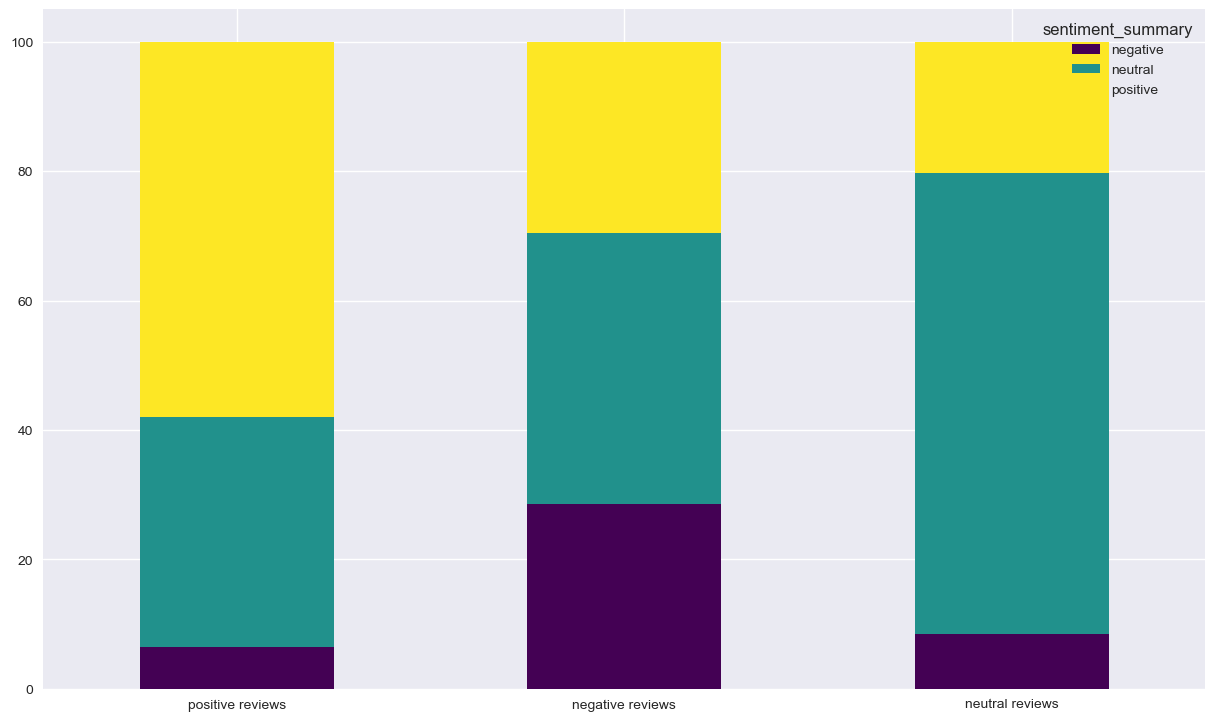 sentiment_summary
negative
neutral
positive
100
80
60
40
20
0
positive reviews
negative reviews
neutral reviews